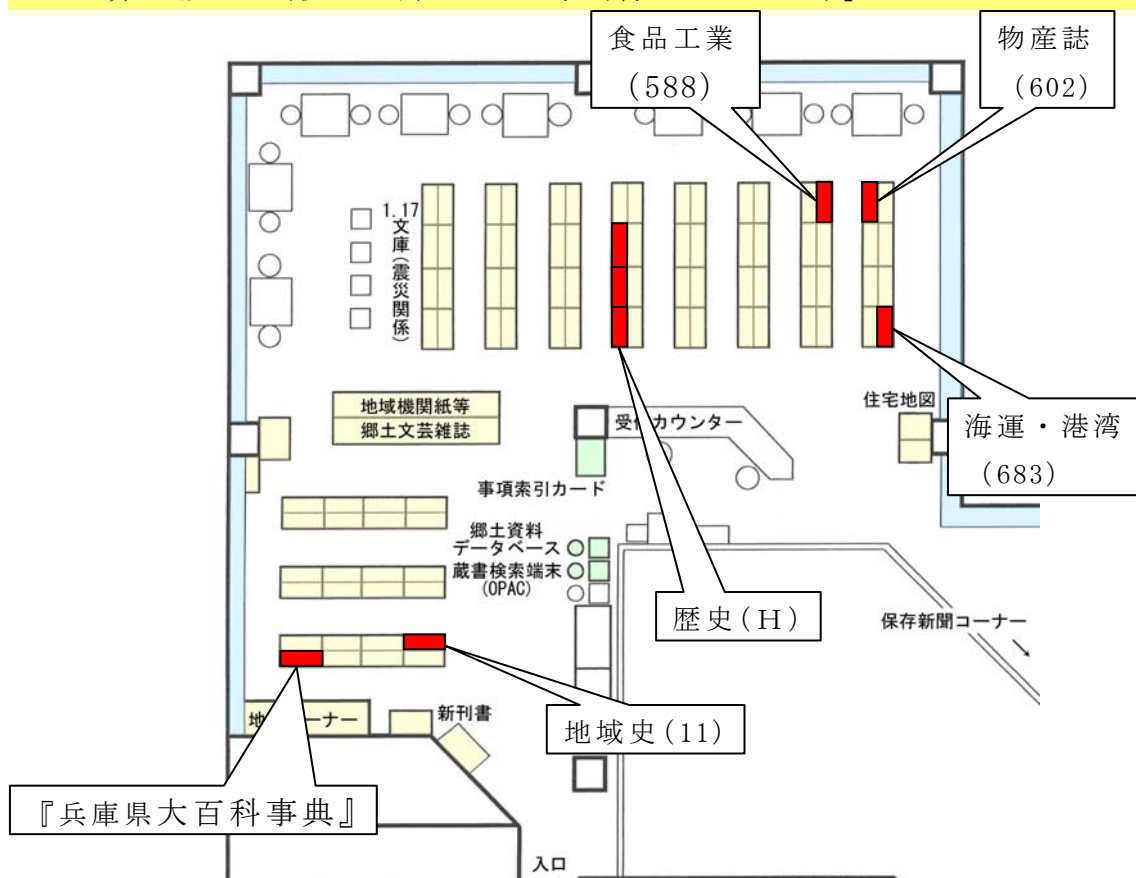 食品工業
(588)
物産誌
(602)
1.17
文庫(震災関係)
地域機関紙等
郷土文芸雑誌
住宅地図
海運・港湾
(683)
受付カウンター
事項索引カード
郷土資料
データベース
蔵書検索端末
(OPAC)
歴史(H)
保存新聞コーナー
地域史(11)
新刊書
『兵庫県大百科事典』
入口